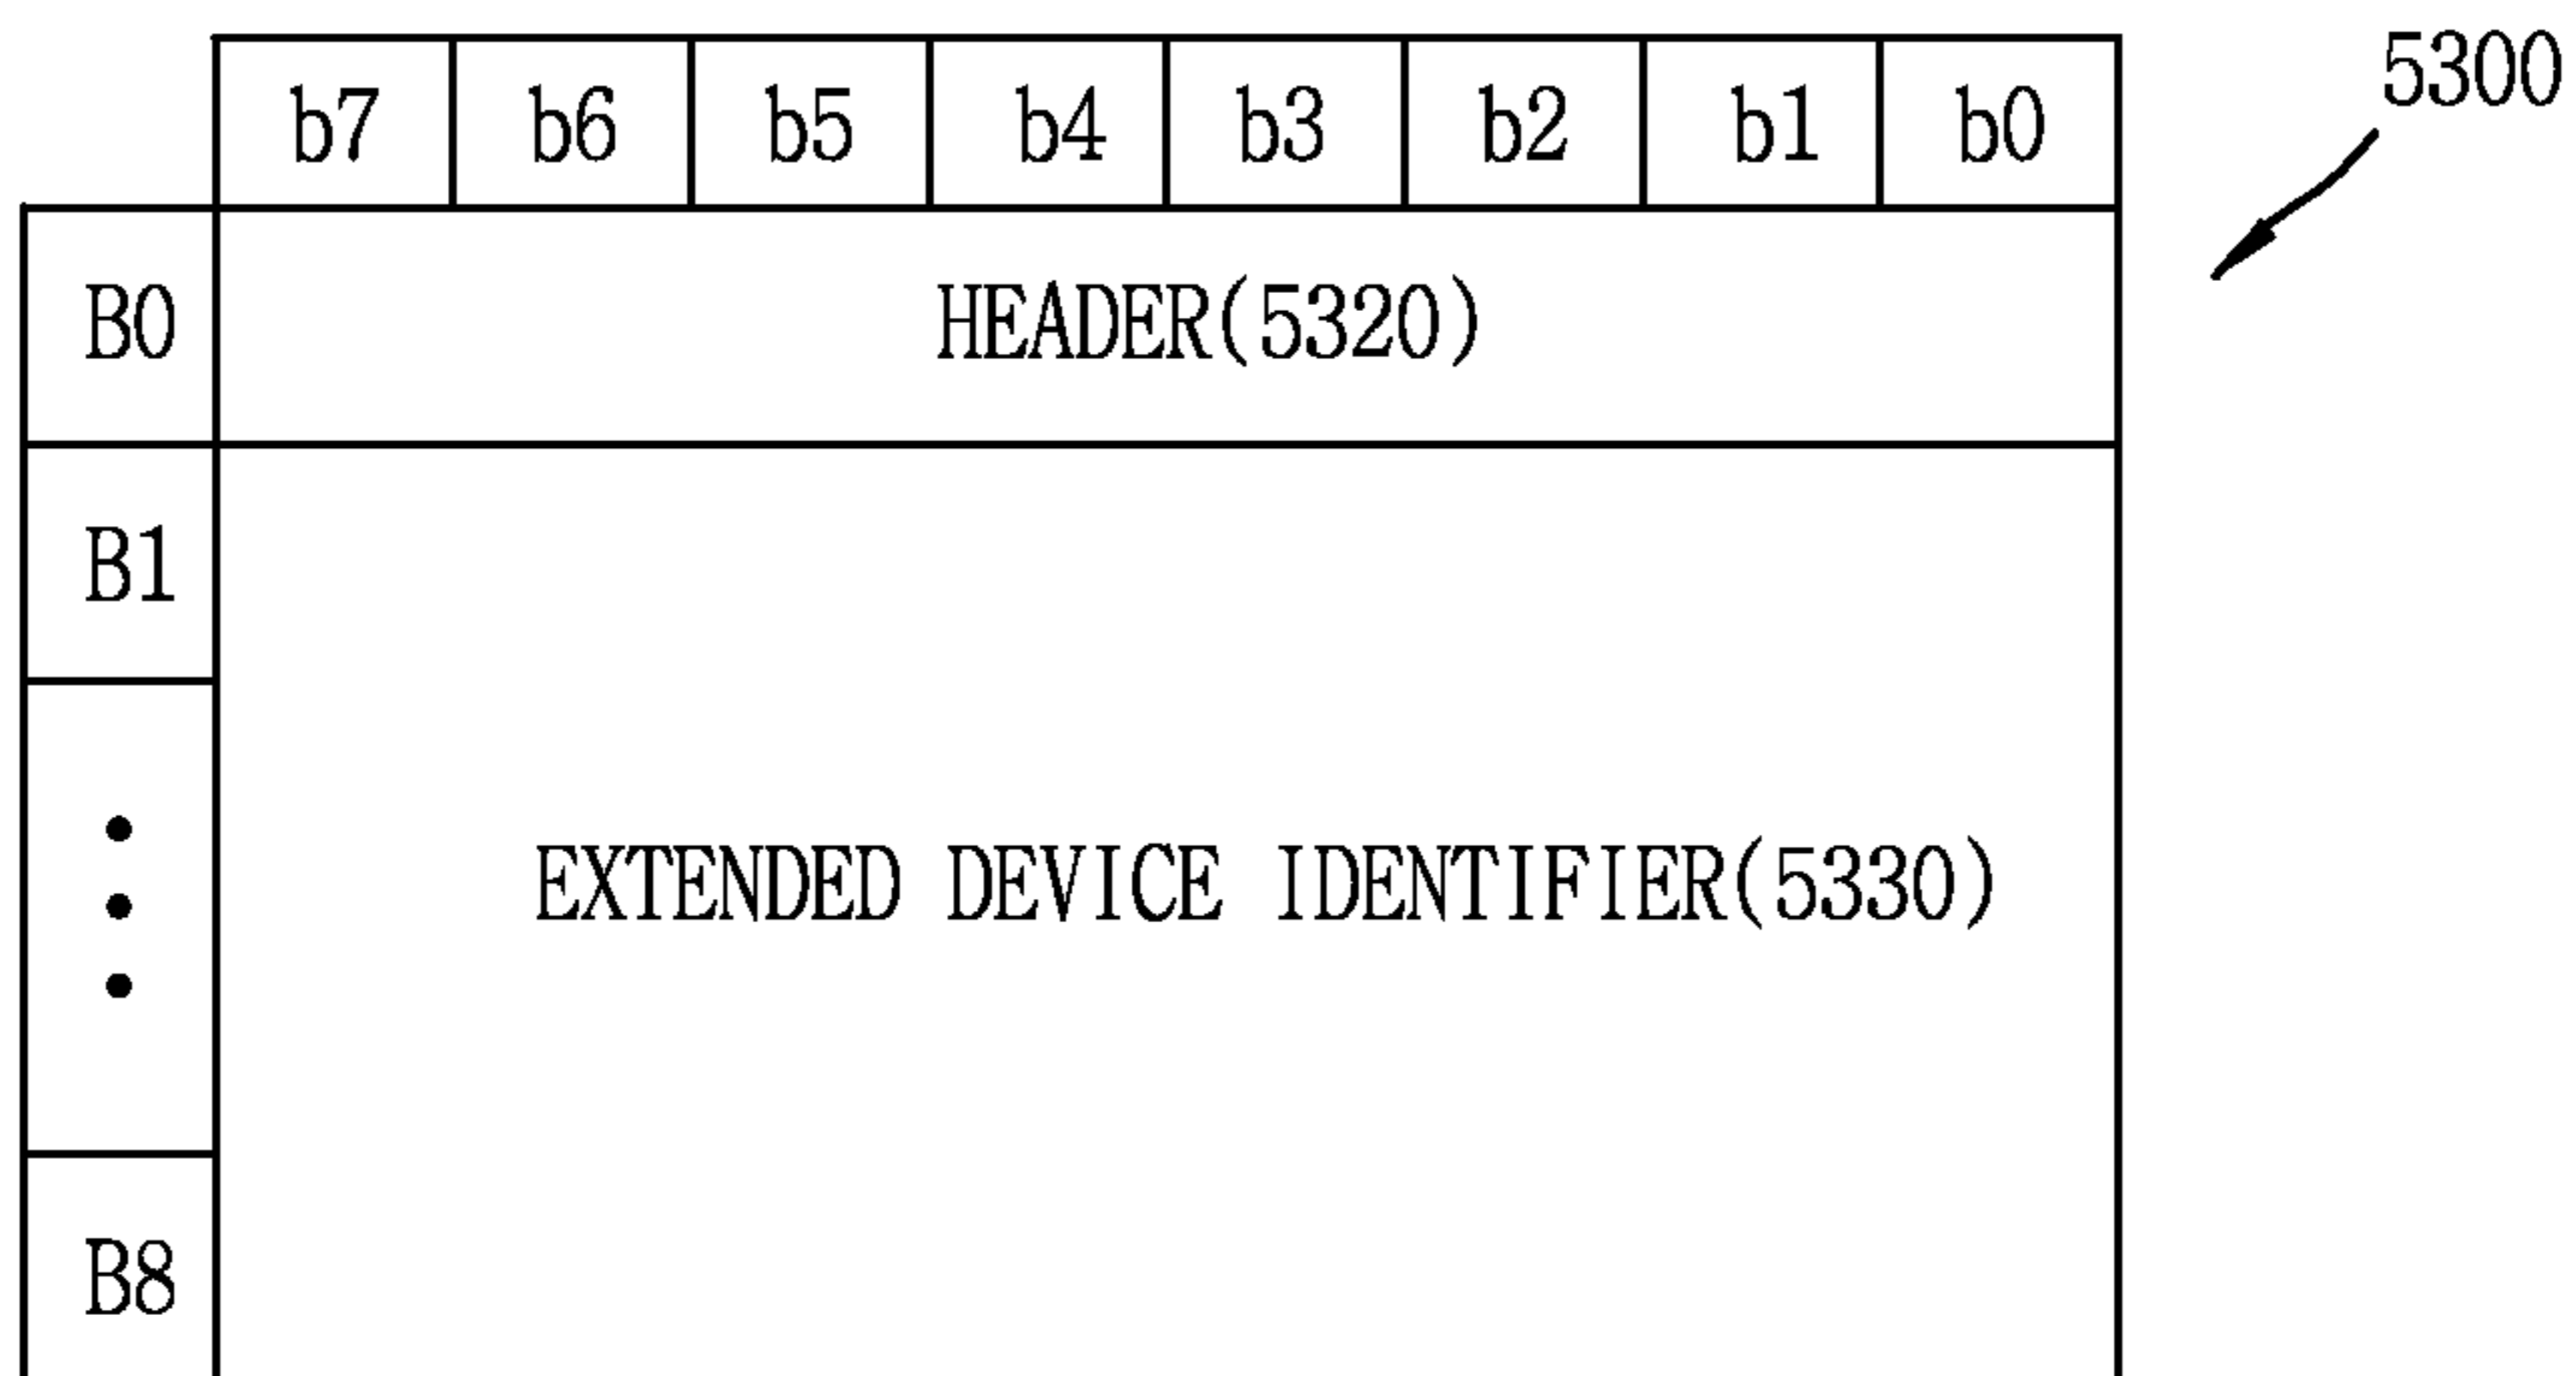 5300
b7 b6 b5 b4 b3 b2 b1 b0
B0 HEADER(5320)
B1
EXTENDED DEVICE IDENTIFIER(5330)
B8